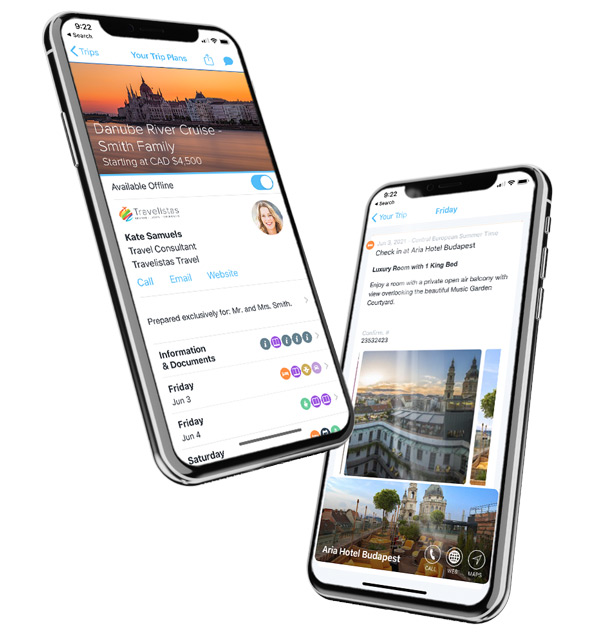 9:22
Search
Trips
Your Trip Plans
Danube River Cruise -
Smith Family
Starting at CAD $4,500
Available Offline
Travelistas
Kate Samuels
Travel Consultant
Travelistas Travel
Call Email Website
Prepared exclusively for: Mr. and Mrs. Smith.
Information
& Documents
Friday
Jun 3
Friday
Jun 4
Saturday
9:22
Search
Your Trip
Friday
Jun 3, 2021 - Central European Summer Time
Check in at Aria Hotel Budapest
Luxury Room with 1 King Bed
Enjoy a room with a private open air balcony with
view overlooking the beautiful Music Garden
Courtyard.
Confirm. #
23532423
Aria Hotel Budapest
CALL
WEB
MAPS